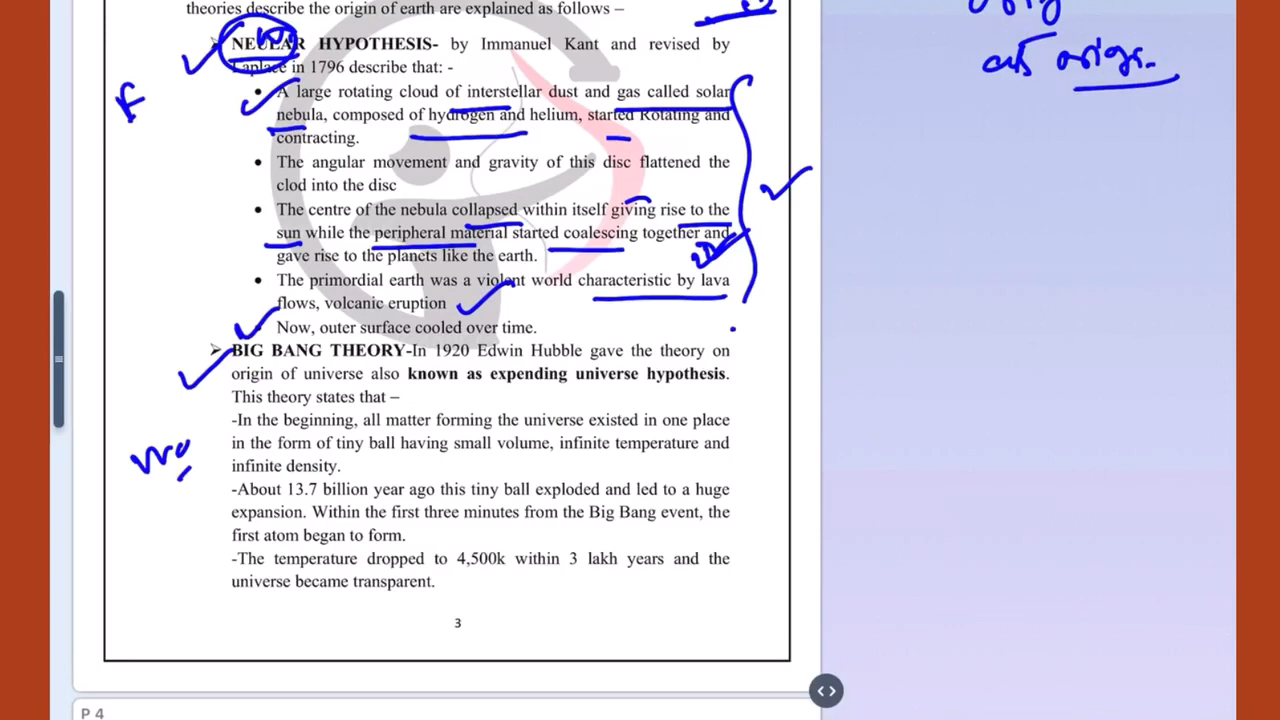 theories describe the origin of earth are explained as follows –
NEULAR HYPOTHESIS- by Immanuel Kant and revised by
Laplace in 1796 describe that: -
• A large rotating cloud of interstellar dust and gas called solar
nebula, composed of hydrogen and helium, started Rotating and
contracting.
• The angular movement and gravity of this disc flattened the
clod into the disc
• The centre of the nebula collapsed within itself giving rise to the
sun while the peripheral material started coalescing together and
gave rise to the plancts like the earth.
• The primordial earth was a violent world characteristic by lava
flows, volcanic eruption
Now, outer surface cooled over time.
➢ BIG BANG THEORY-In 1920 Edwin Hubble gave the theory on
origin of universe also known as expending universe hypothesis.
This theory states that –
-In the beginning, all matter forming the universe existed in one place
in the form of tiny ball having small volume, infinite temperature and
infinite density.
-About 13.7 billion year ago this tiny ball exploded and led to a huge
expansion. Within the first three minutes from the Big Bang event, the
first atom began to form.
-The temperature dropped to 4,500k within 3 lakh years and the
universe became transparent.
3
P 4